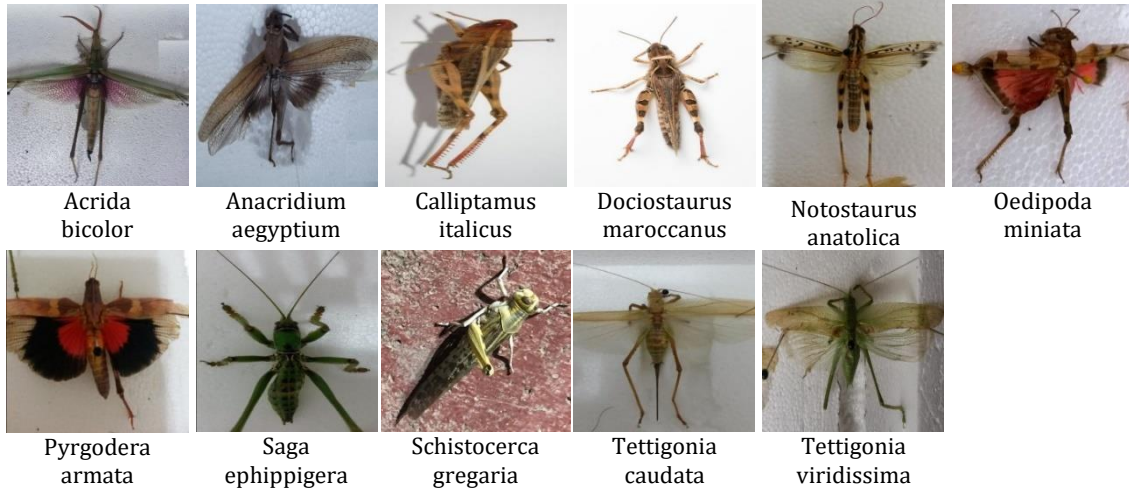 Acrida
bicolor
Anacridium
aegyptium
Calliptamus
italicus
Dociostaurus
maroccanus
Notostaurus
anatolica
Oedipoda
miniata
Pyrgodera
armata
Saga
ephippigera
Schistocerca
gregaria
Tettigonia
caudata
Tettigonia
viridissima